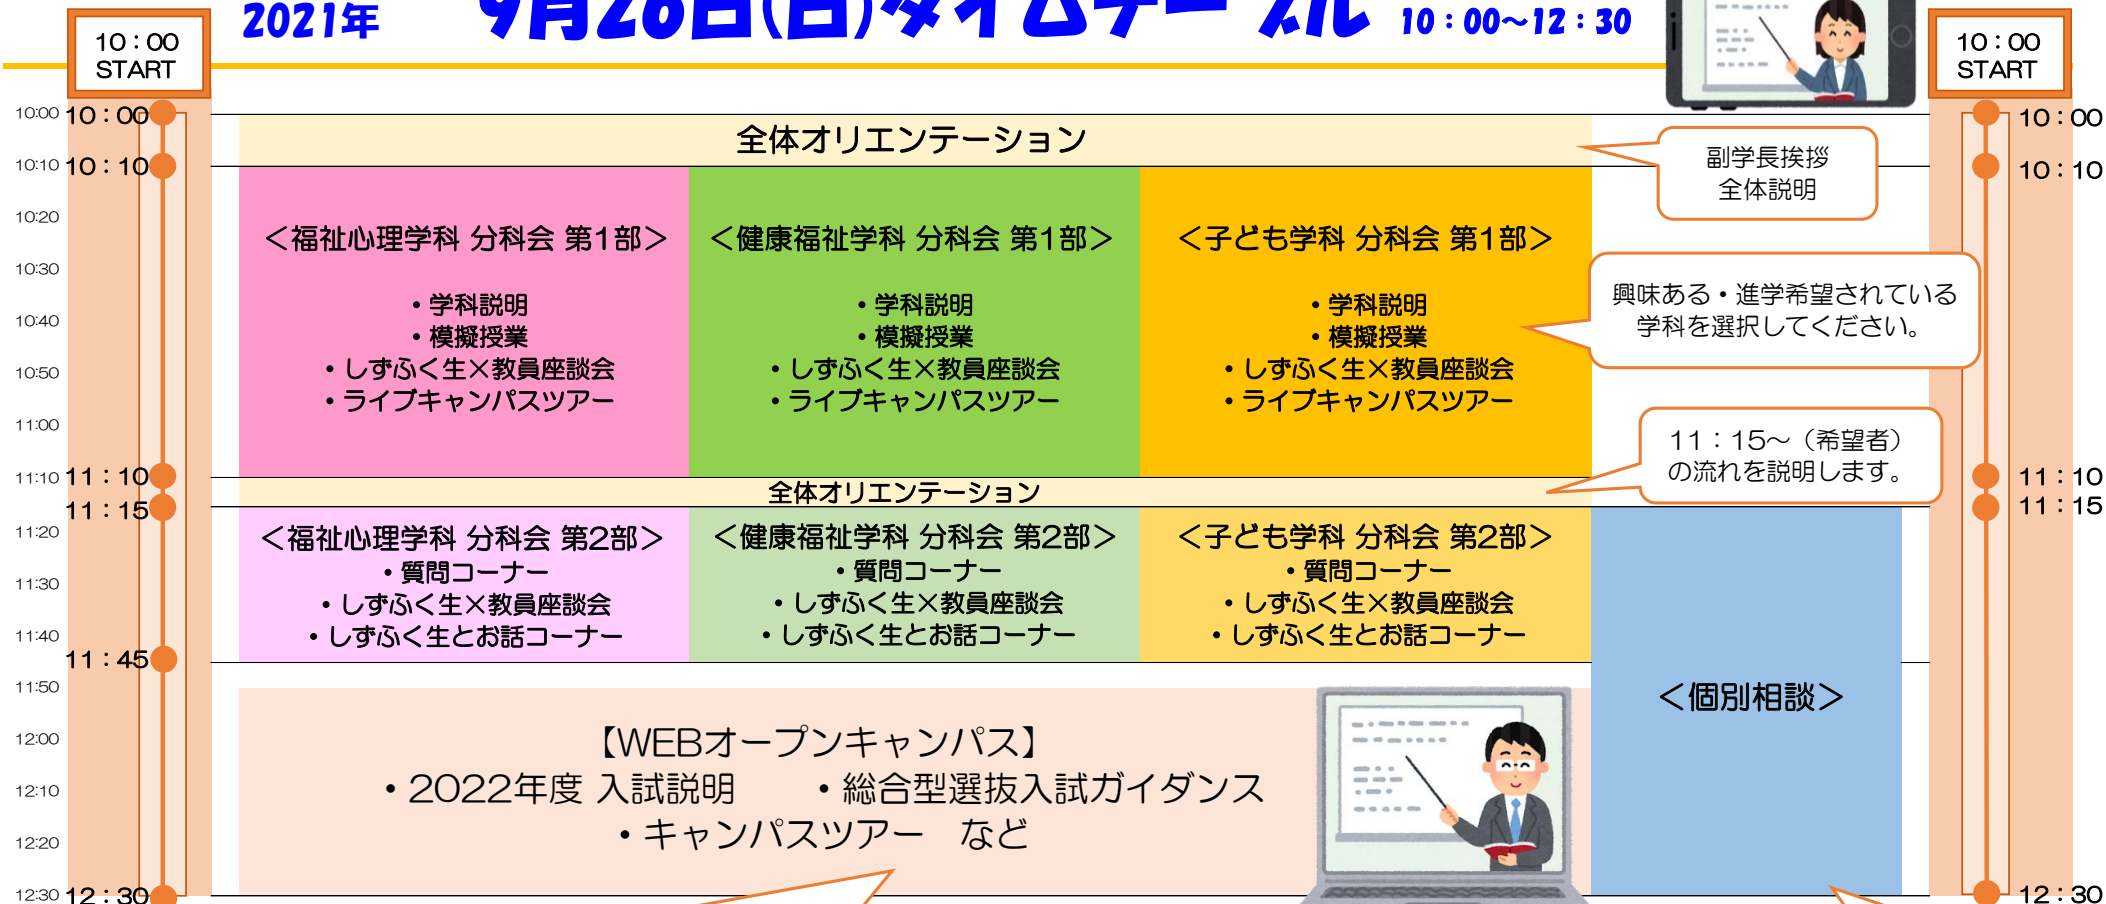 2021年 9月26日(日)タイムテーブル 10:00～12:30
10:00
START
10:00
START
10:00 10:00
10:00
全体オリエンテーション
副学長挨拶
全体説明
10:10 10:10
10:10
10:20
10:30
10:40
10:50
11:00
＜福祉心理学科 分科会 第1部＞
・学科説明
・模擬授業
・しずふく生×教員座談会
・ライブキャンパスツアー
＜健康福祉学科 分科会 第1部＞
・学科説明
・模擬授業
・しずふく生×教員座談会
・ライブキャンパスツアー
＜子ども学科 分科会 第1部＞
・学科説明
・模擬授業
・しずふく生×教員座談会
・ライブキャンパスツアー
興味ある・進学希望されている
学科を選択してください。
11:15～（希望者）
の流れを説明します。
11:10 11:10
11:10
全体オリエンテーション
11:15
11:15
11:20
11:30
11:40
＜福祉心理学科 分科会 第2部＞
・質問コーナー
・しずふく生×教員座談会
・しずふく生とお話コーナー
＜健康福祉学科 分科会 第2部＞
・質問コーナー
・しずふく生×教員座談会
・しずふく生とお話コーナー
＜子ども学科 分科会 第2部＞
・質問コーナー
・しずふく生×教員座談会
・しずふく生とお話コーナー
11:45
＜個別相談＞
11:50
12:00
12:10
12:20
【WEBオープンキャンパス】
・2022年度 入試説明　・総合型選抜入試ガイダンス
・キャンパスツアー　など
12:30 12:30
12:30